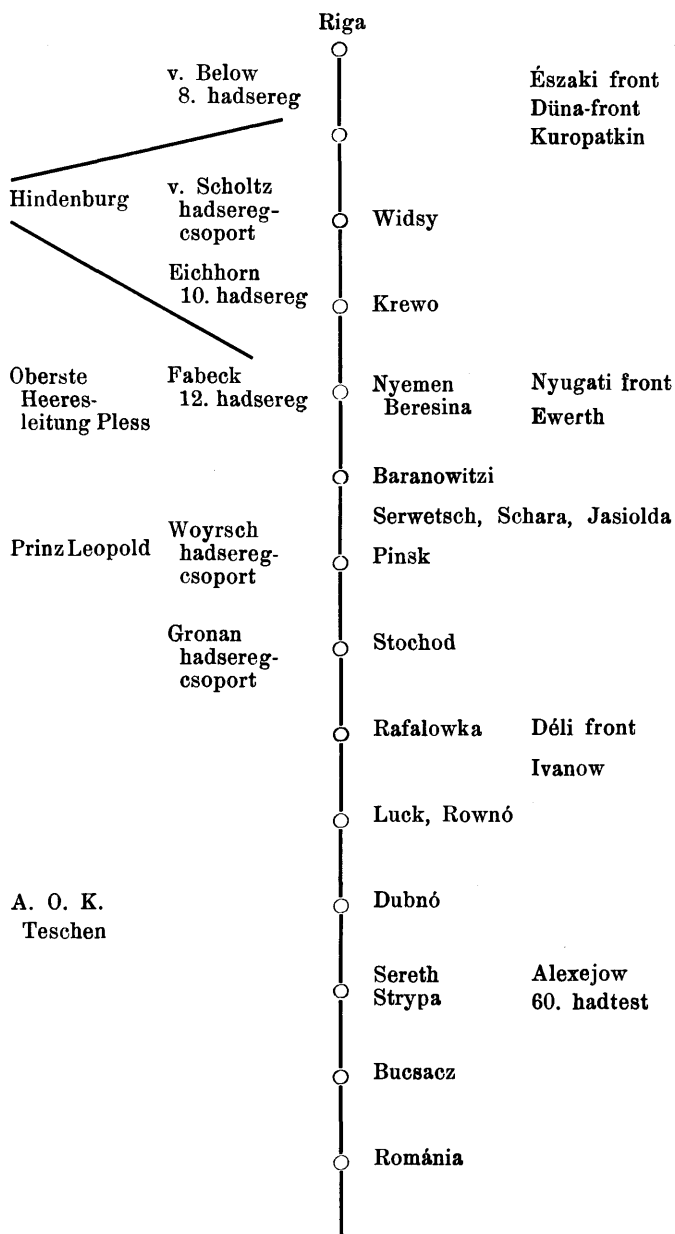 Riga
v. Below
8. hadsereg
Északi front
Düna-front
Kuropatkin
Hindenburg
v. Scholtz
hadsereg-
csoport
Widsy
Eichhorn
10. hadsereg
Krewo
Oberste
Heeres-
leitung Pless
Fabeck
12. hadsereg
Nyemen
Beresina
Nyugati front
Ewerth
Baranowitzi
Serwetsch, Schara, Jasiolda
Prinz Leopold
Woyrsch
hadsereg-
csoport
Pinsk
Gronan
hadsereg-
csoport
Stochod
Rafalowka
Déli front
Ivanow
Luck, Rownó
A. O. K.
Teschen
Dubnó
Sereth
Strypa
Alexejow
60. hadtest
Bucsacz
Románia